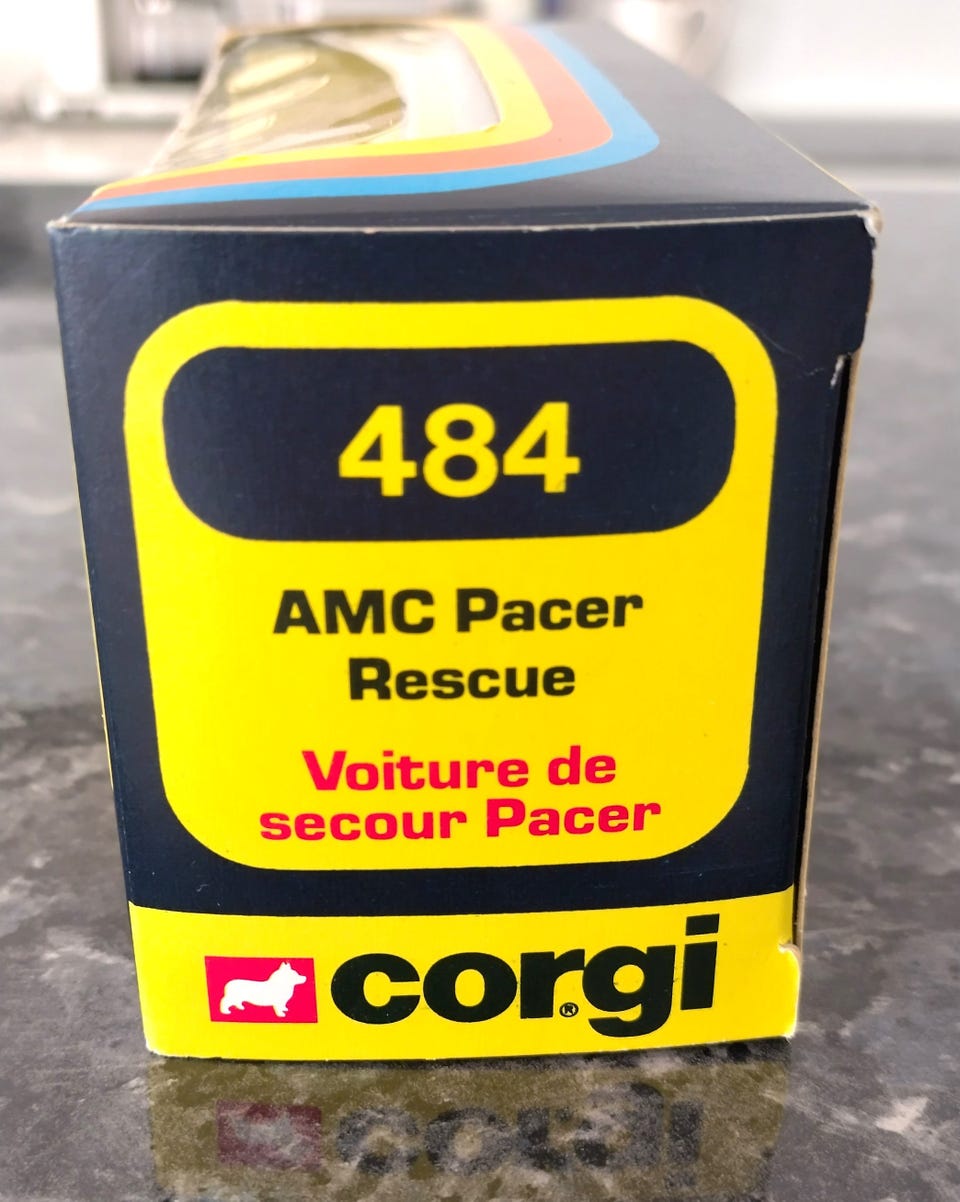 484
AMC Pacer
Rescue
Voiture de
secour Pacer
corgi®